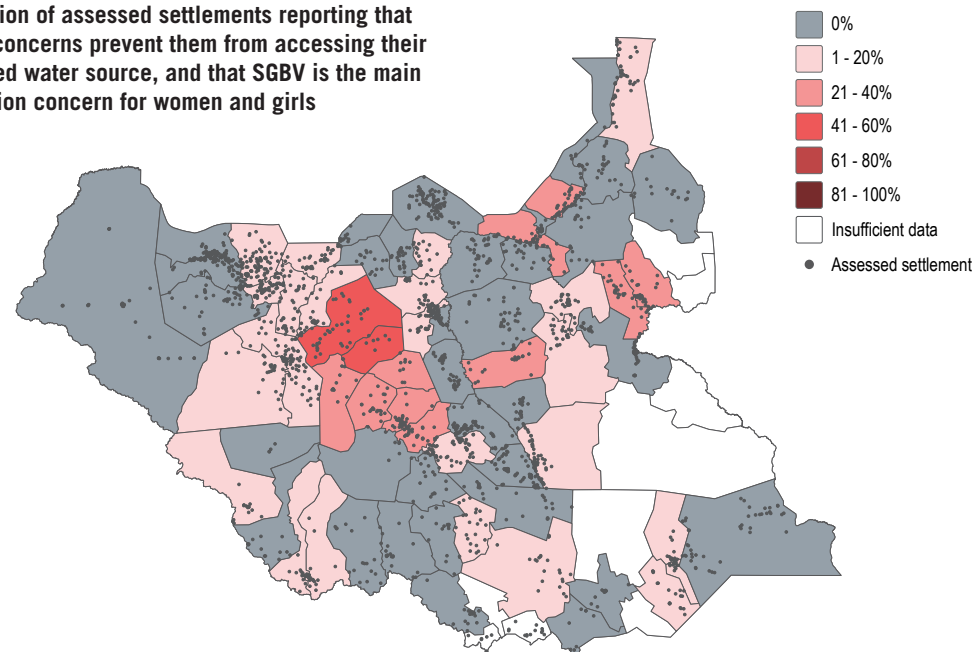 ion of assessed settlements reporting that
concerns prevent them from accessing their
ed water source, and that SGBV is the main
ion concern for women and girls
0%
1 - 20%
21 - 40%
41 - 60%
61 - 80%
81 - 100%
Insufficient data
Assessed settlement